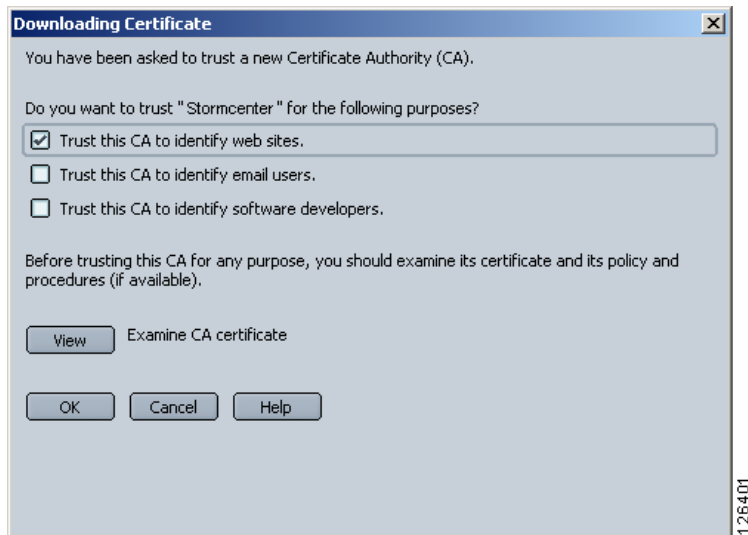 Downloading Certificate
You have been asked to trust a new Certificate Authority (CA).
Do you want to trust "Stormcenter" for the following purposes?
Trust this CA to identify web sites.
Trust this CA to identify email users.
Trust this CA to identify software developers.
Before trusting this CA for any purpose, you should examine its certificate and its policy and
procedures (if available).
View Examine CA certificate
OK Cancel Help
126401